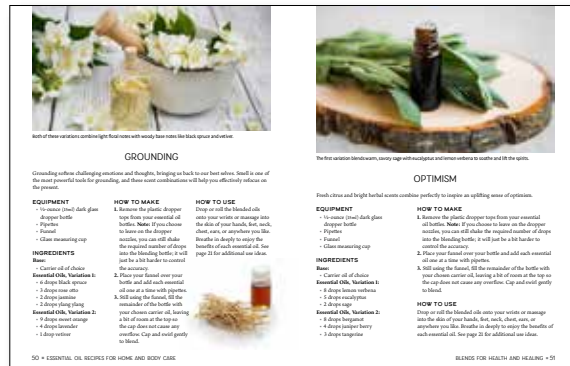 Both of these variations combine light floral notes with woody base notes like black spruce and vetiver.
GROUNDING
Grounding softens challenging emotions and thoughts, bringing us back to our best selves. Smell is one of
the most powerful tools for grounding, and these scent combinations will help you effectively refocus on
the present.
EQUIPMENT
• ½-ounce (15ml) dark glass
dropper bottle
• Pipettes
• Funnel
• Glass measuring cup
INGREDIENTS
Base:
• Carrier oil of choice
Essential Oils, Variation 1:
• 6 drops black spruce
• 3 drops rose otto
• 2 drops jasmine
• 2 drops ylang ylang
Essential Oils, Variation 2:
• 9 drops sweet orange
• 4 drops lavender
• 1 drop vetiver
HOW TO MAKE
1. Remove the plastic dropper
tops from your essential oil
bottles. Note: If you choose
to leave on the dropper
nozzles, you can still shake
the required number of drops
into the blending bottle; it will
just be a bit harder to control
the accuracy.
2. Place your funnel over your
bottle and add each essential
oil one at a time with pipettes.
3. Still using the funnel, fill the
remainder of the bottle with
your chosen carrier oil, leaving
a bit of room at the top so
the cap does not cause any
overflow. Cap and swirl gently
to blend.
HOW TO USE
Drop or roll the blended oils
onto your wrists or massage into
the skin of your hands, feet, neck,
chest, ears, or anywhere you like.
Breathe in deeply to enjoy the
benefits of each essential oil. See
page 21 for additional use ideas.
50 • ESSENTIAL OIL RECIPES FOR HOME AND BODY CARE
The first variation blends warm, savory sage with eucalyptus and lemon verbena to soothe and lift the spirits.
OPTIMISM
Fresh citrus and bright herbal scents combine perfectly to inspire an uplifting sense of optimism.
EQUIPMENT
• ½-ounce (15ml) dark glass
dropper bottle
• Pipettes
• Funnel
• Glass measuring cup
INGREDIENTS
Base:
• Carrier oil of choice
Essential Oils, Variation 1:
• 8 drops lemon verbena
• 5 drops eucalyptus
• 2 drops sage
Essential Oils, Variation 2:
• 8 drops bergamot
• 4 drops juniper berry
• 3 drops tangerine
HOW TO MAKE
1. Remove the plastic dropper tops from your essential
oil bottles. Note: If you choose to leave on the dropper
nozzles, you can still shake the required number of drops
into the blending bottle; it will just be a bit harder to
control the accuracy.
2. Place your funnel over your bottle and add each essential
oil one at a time with pipettes.
3. Still using the funnel, fill the remainder of the bottle with
your chosen carrier oil, leaving a bit of room at the top so
the cap does not cause any overflow. Cap and swirl gently
to blend.
HOW TO USE
Drop or roll the blended oils onto your wrists or massage
into the skin of your hands, feet, neck, chest, ears, or
anywhere you like. Breathe in deeply to enjoy the benefits of
each essential oil. See page 21 for additional use ideas.
BLENDS FOR HEALTH AND HEALING • 51